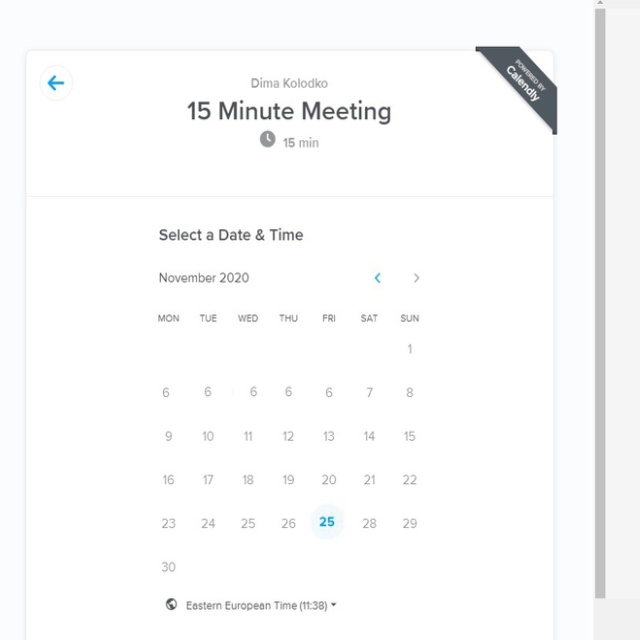 POWERED BY
Calendly
Dima Kolodko
15 Minute Meeting
15 min
Select a Date & Time
November 2020
MON TUE WED THU FRI SAT SUN
1
6 6 6 6 6 7 8
9 10 11 12 13 14 15
16 17 18 19 20 21 22
23 24 25 26 25 28 29
30
Eastern European Time (11:38)